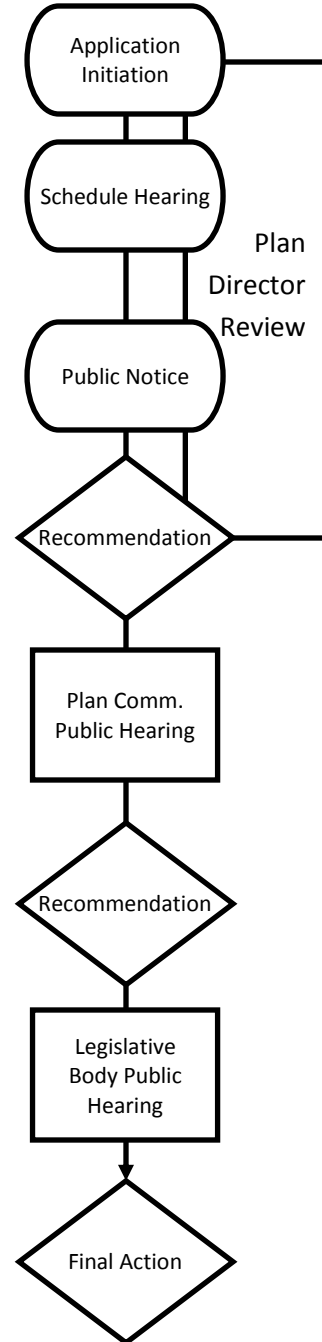 Application
Initiation
Schedule Hearing
Plan
Director
Review
Public Notice
Recommendation
Plan Comm.
Public Hearing
Recommendation
Legislative
Body Public
Hearing
Final Action